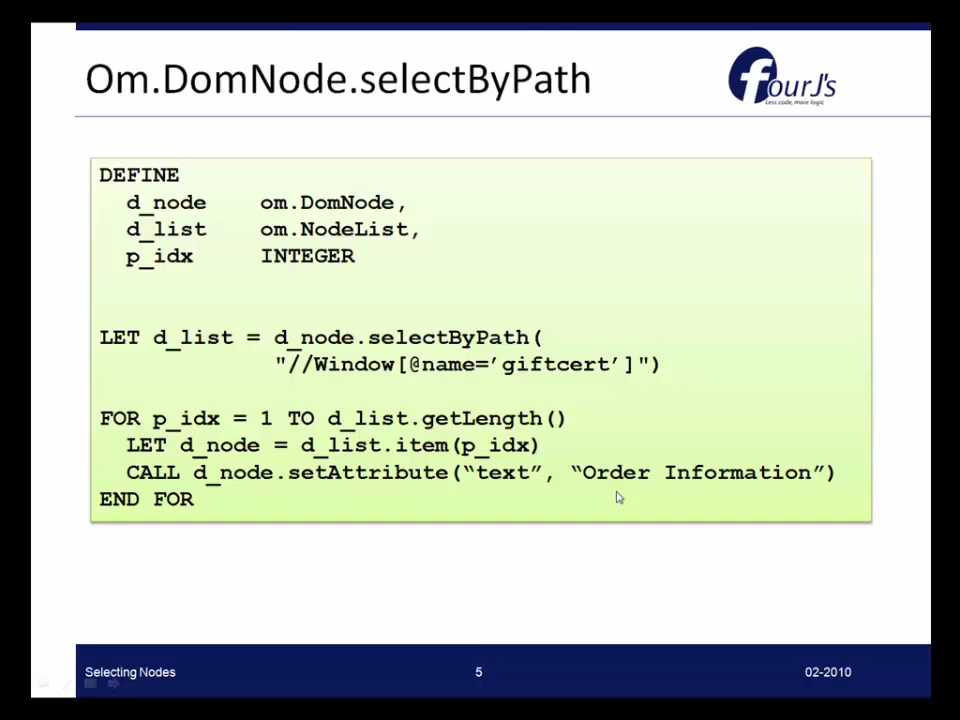 Om.DomNode.selectByPath
fourJ's
Less code, more logic
DEFINE
d_node om.DomNode,
d_list om.NodeList,
p_idx INTEGER
LET d_list = d_node.selectByPath(
"//Window[@name=’giftcert’]")
FOR p_idx = 1 TO d_list.getLength()
LET d_node = d_list.item(p_idx)
CALL d_node.setAttribute(“text”, “Order Information”)
END FOR
Selecting Nodes 5 02-2010